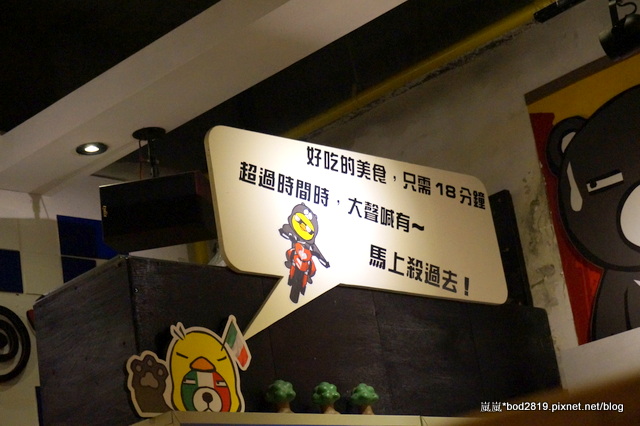 好吃的美食，只需18分鐘
超過時間時，大聲喊有~
馬上殺過去！
嵐嵐*bod2819.pixnet.net/blog